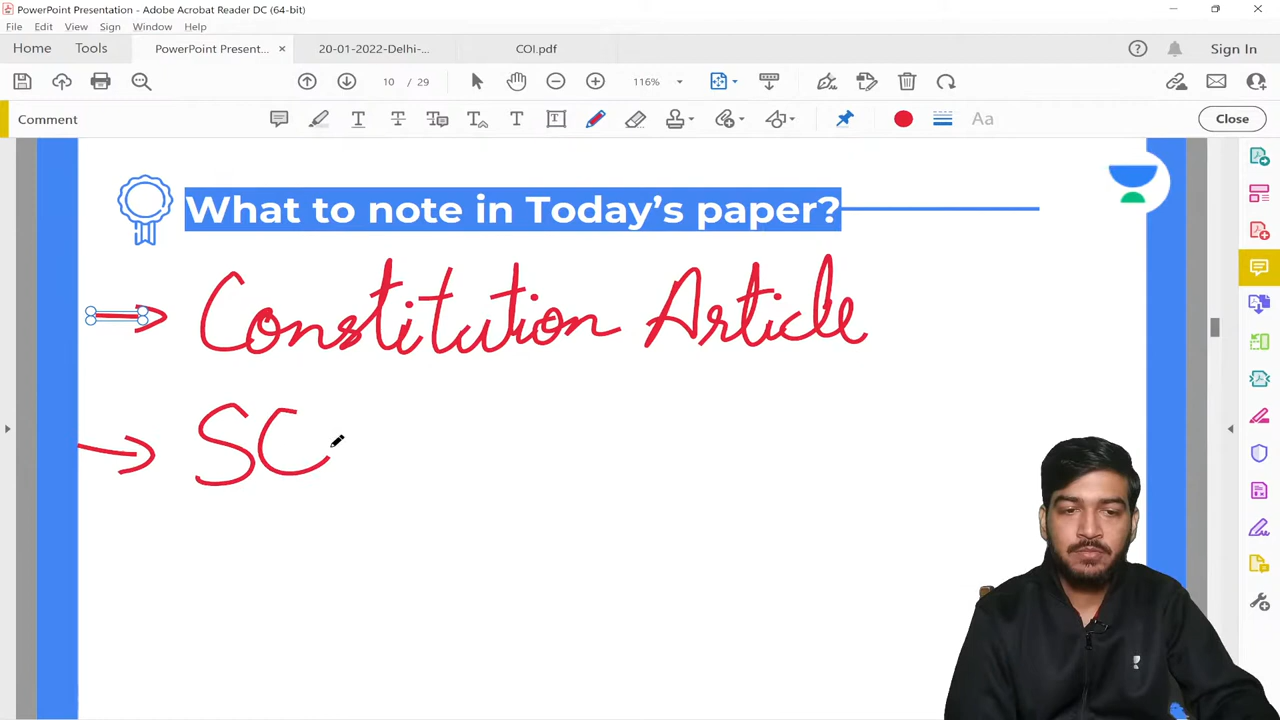 PowerPoint Presentation - Adobe Acrobat Reader DC (64-bit)
File Edit View Sign Window Help
Home Tools PowerPoint Present... × 20-01-2022-Delhi-... COI.pdf Sign In
10 / 29 116%
Comment Aa Close
What to note in Today's paper?
Constitution Article
SC